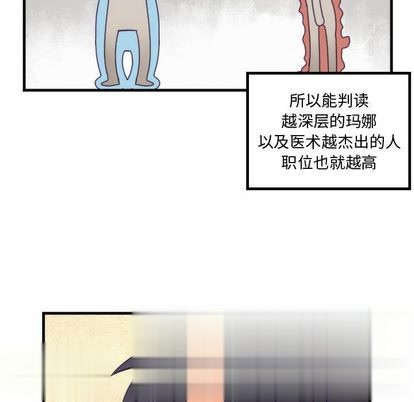 所以能判读
越深层的玛娜
以及医术越杰出的人
职位也就越高